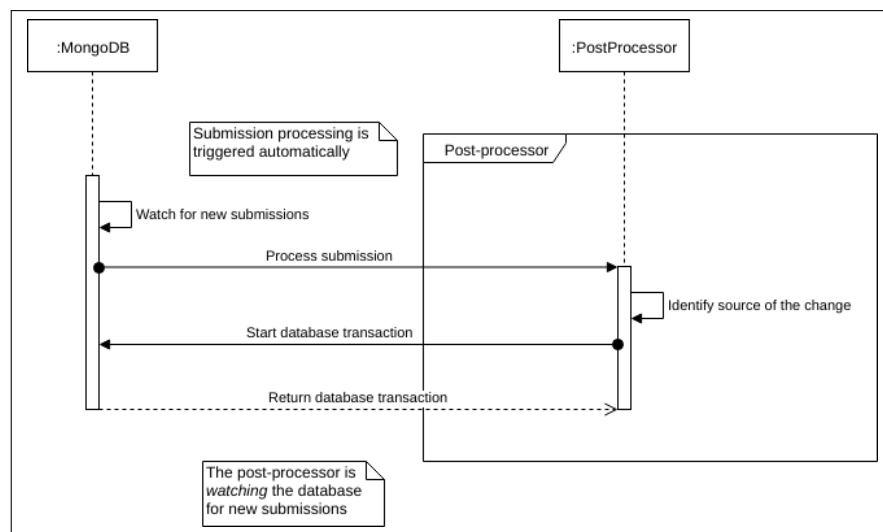 :MongoDB
:PostProcessor
Submission processing is
triggered automatically
Post-processor
Watch for new submissions
Process submission
Identify source of the change
Start database transaction
Return database transaction
The post-processor is
watching the database
for new submissions